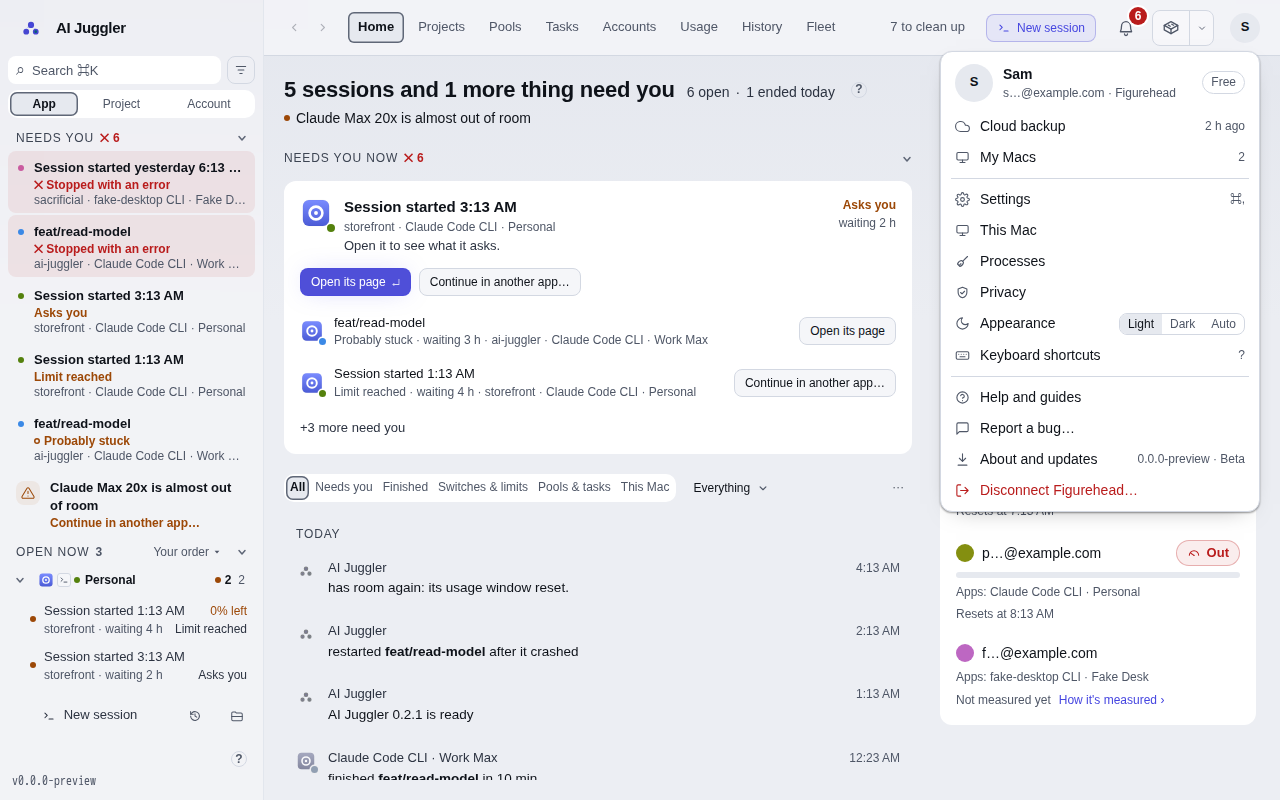 AI Juggler
Search ⌘K
App Project Account
NEEDS YOU 6
Session started yesterday 6:13 …
Stopped with an error
sacrificial · fake-desktop CLI · Fake D…
feat/read-model
Stopped with an error
ai-juggler · Claude Code CLI · Work …
Session started 3:13 AM
Asks you
storefront · Claude Code CLI · Personal
Session started 1:13 AM
Limit reached
storefront · Claude Code CLI · Personal
feat/read-model
Probably stuck
ai-juggler · Claude Code CLI · Work …
Claude Max 20x is almost out
of room
Continue in another app…
OPEN NOW 3 Your order
Personal 2 2
Session started 1:13 AM 0% left
storefront · waiting 4 h Limit reached
Session started 3:13 AM
storefront · waiting 2 h Asks you
New session
?
v0.0.0-preview
Home Projects Pools Tasks Accounts Usage History Fleet 7 to clean up New session 6 S
5 sessions and 1 more thing need you 6 open · 1 ended today ?
Claude Max 20x is almost out of room
NEEDS YOU NOW 6
Session started 3:13 AM Asks you
storefront · Claude Code CLI · Personal waiting 2 h
Open it to see what it asks.
Open its page Continue in another app…
feat/read-model
Probably stuck · waiting 3 h · ai-juggler · Claude Code CLI · Work Max
Open its page
Session started 1:13 AM
Limit reached · waiting 4 h · storefront · Claude Code CLI · Personal
Continue in another app…
+3 more need you
All Needs you Finished Switches & limits Pools & tasks This Mac Everything …
TODAY
AI Juggler 4:13 AM
has room again: its usage window reset.
AI Juggler 2:13 AM
restarted feat/read-model after it crashed
AI Juggler 1:13 AM
AI Juggler 0.2.1 is ready
Claude Code CLI · Work Max 12:23 AM
finished feat/read-model in 10 min
S Sam Free
s…@example.com · Figurehead
Cloud backup 2 h ago
My Macs 2
Settings ⌘,
This Mac
Processes
Privacy
Appearance Light Dark Auto
Keyboard shortcuts ?
Help and guides
Report a bug…
About and updates 0.0.0-preview · Beta
Disconnect Figurehead…
Resets at 7:13 AM
p…@example.com Out
Apps: Claude Code CLI · Personal
Resets at 8:13 AM
f…@example.com
Apps: fake-desktop CLI · Fake Desk
Not measured yet How it's measured ›